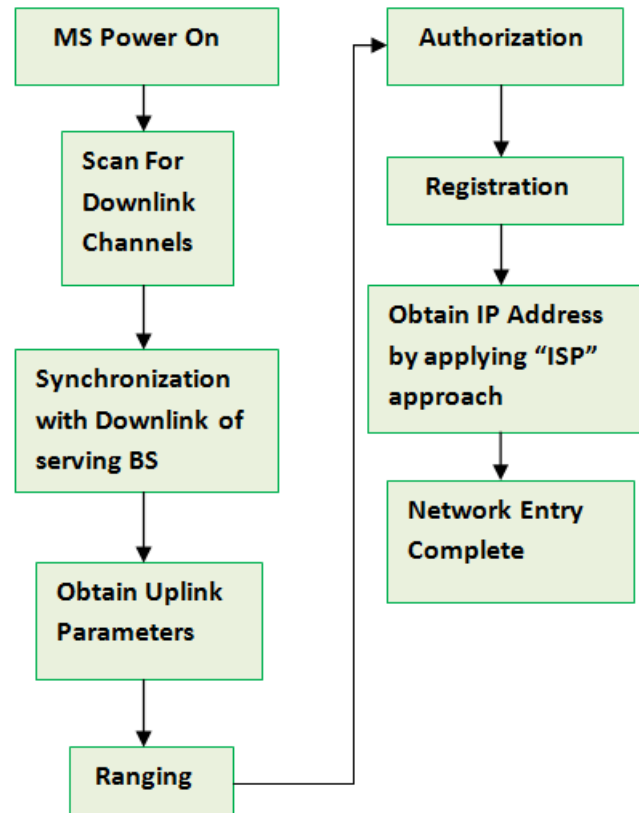 MS Power On
Scan For
Downlink
Channels
Synchronization
with Downlink of
serving BS
Obtain Uplink
Parameters
Ranging
Authorization
Registration
Obtain IP Address
by applying “ISP”
approach
Network Entry
Complete